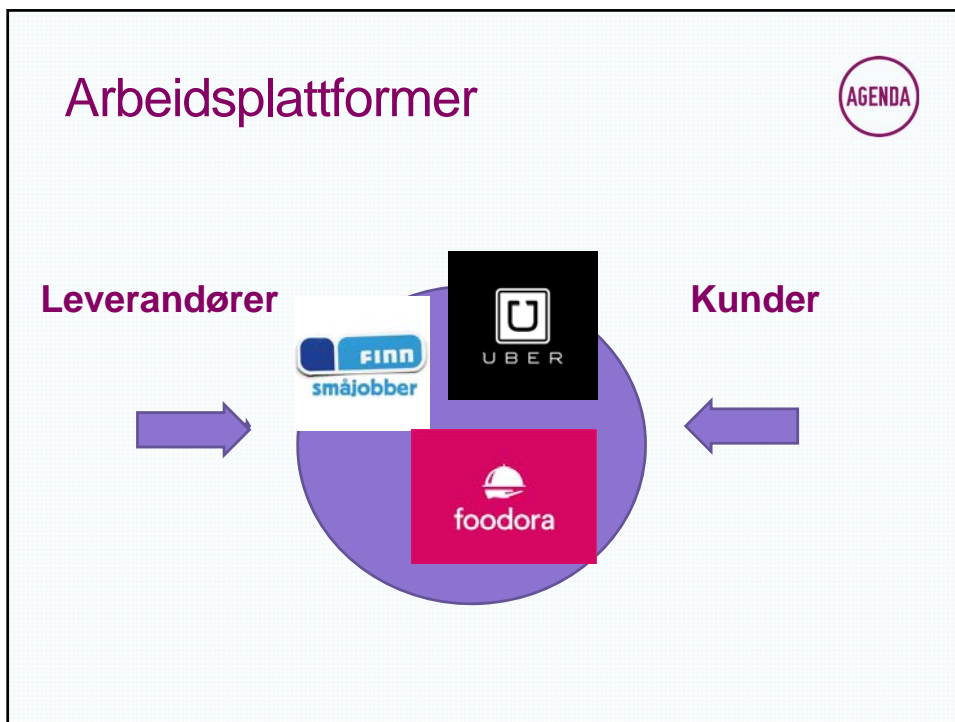 Arbeidsplattformer
AGENDA
Leverandører
Kunder
UBER
FINN
småjobber
foodora